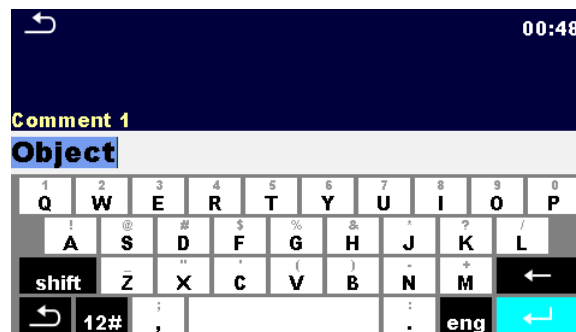 00:48
Comment 1
Object
1 2 3 4 5 6 7 8 9 0
Q W E R T Y U I O P
! @ # $ % & * ? /
A S D F G H J K L
_ " ' ( ) - +
shift Z X C V B N M
; :
12# , . eng